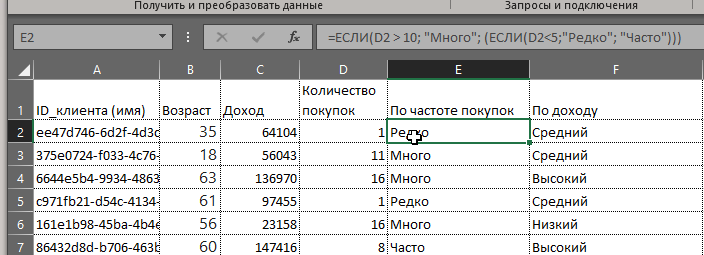 Получить и преобразовать данные Запросы и подключения
E2 fx =ЕСЛИ(D2 > 10; "Много"; (ЕСЛИ(D2<5;"Редко"; "Часто")))
A B C D E F
1 ID_клиента (имя) Возраст Доход Количество покупок По частоте покупок По доходу
2 ee47d746-6d2f-4d3c 35 64104 1 Редко Средний
3 375e0724-f033-4c76- 18 56043 11 Много Средний
4 6644e5b4-9934-4863 63 136970 16 Много Высокий
5 c971fb21-d54c-4134- 61 97455 1 Редко Средний
6 161e1b98-45ba-4b4e 56 23158 16 Много Низкий
7 86432d8d-b706-463b 60 147416 8 Часто Высокий